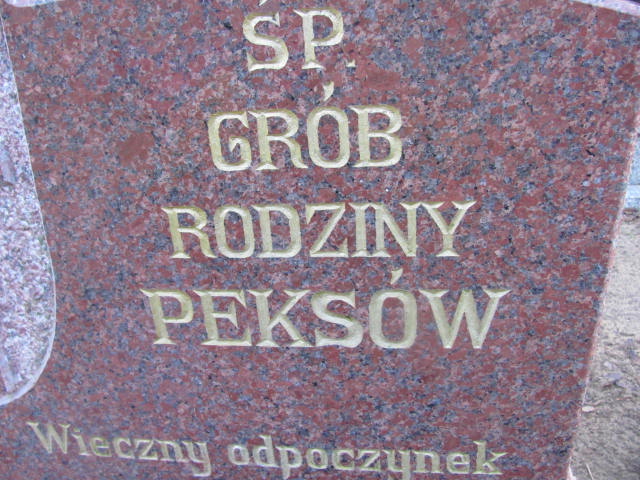 ŚP.
GRÓB
RODZINY
PEKSÓW
Wieczny odpoczynek